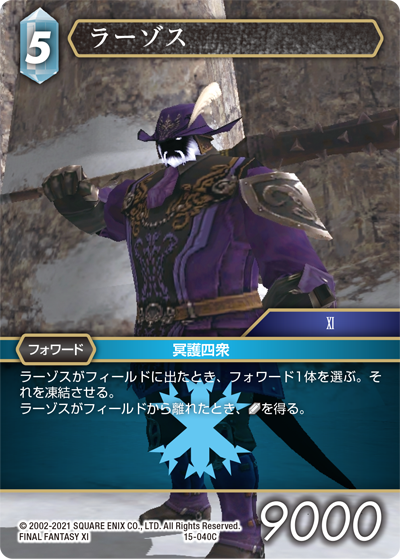 5
ラーゾス
XI
フォワード
冥護四衆
ラーゾスがフィールドに出たとき、フォワード1体を選ぶ。そ
れを凍結させる。
ラーゾスがフィールドから離れたとき、を得る。
© 2002-2021 SQUARE ENIX CO., LTD. All Rights Reserved.
FINAL FANTASY XI
15-040C
9000